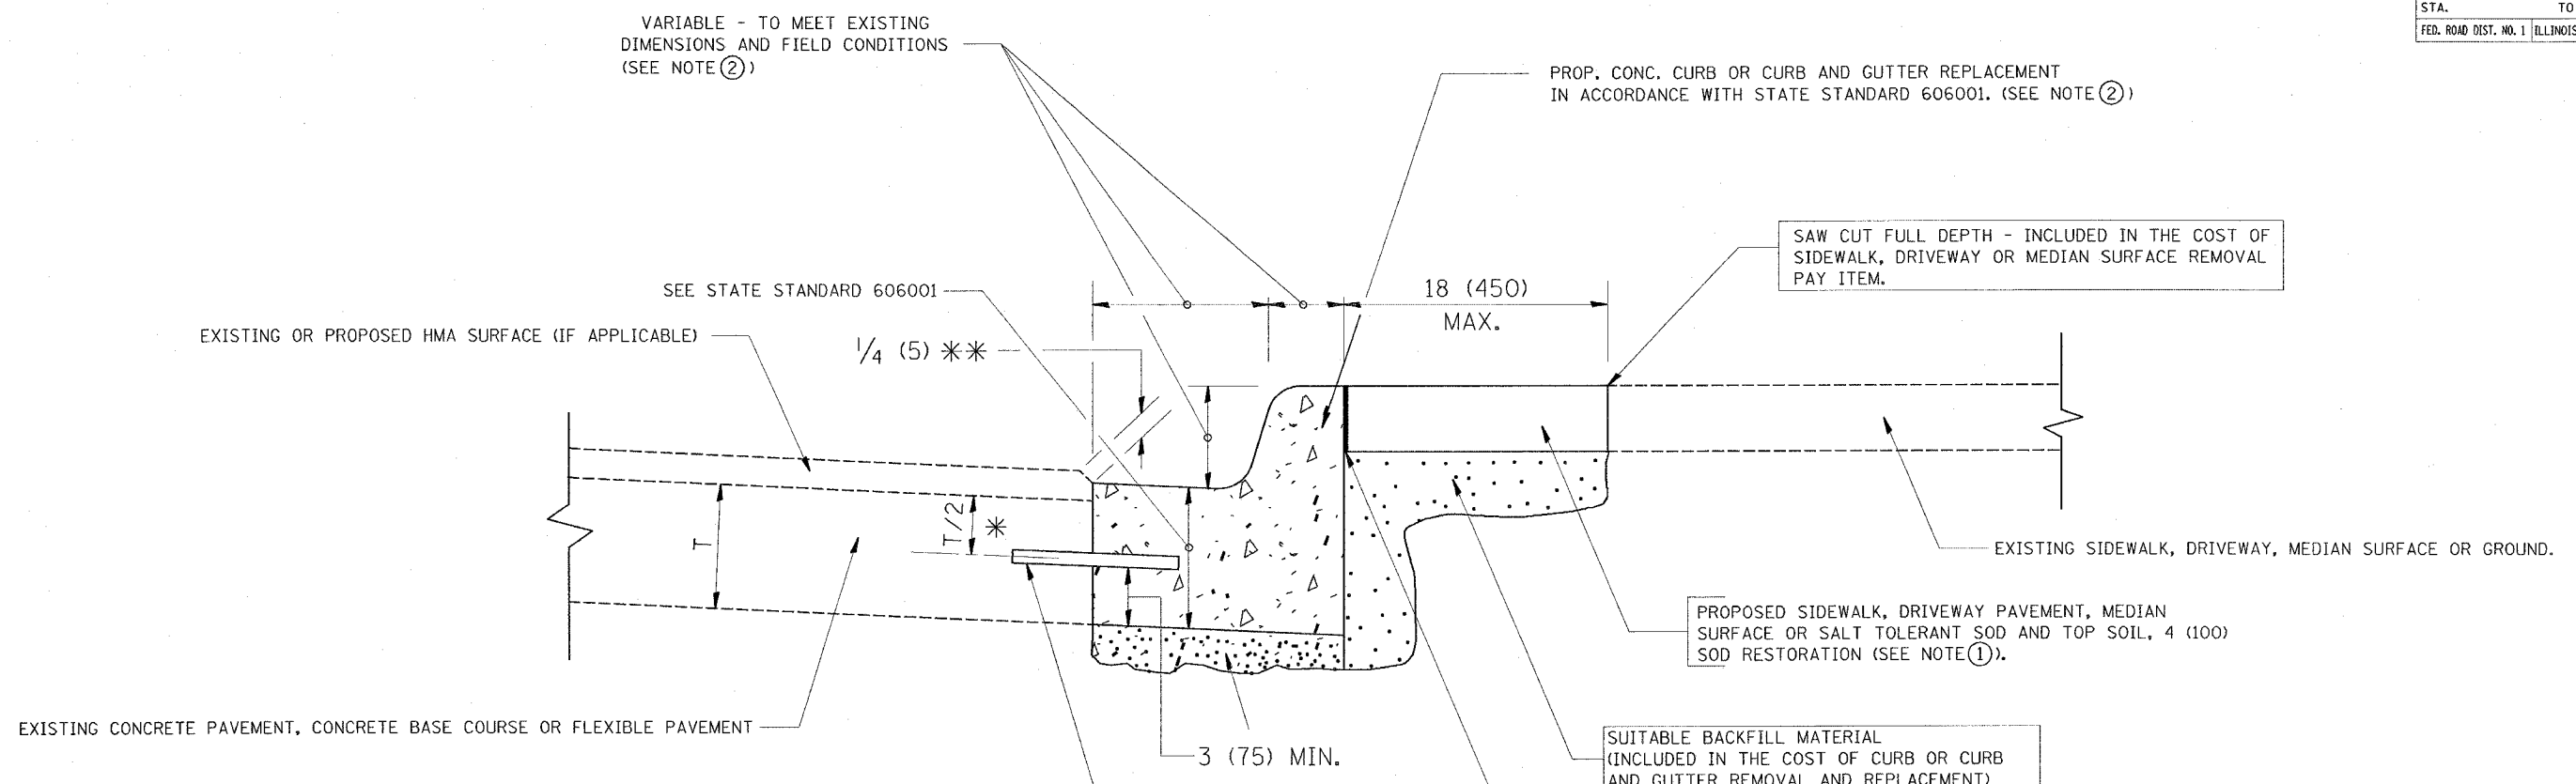 STA. TO
FED. ROAD DIST. NO. 1 ILLINOIS
VARIABLE - TO MEET EXISTING
DIMENSIONS AND FIELD CONDITIONS
(SEE NOTE ②)
PROP. CONC. CURB OR CURB AND GUTTER REPLACEMENT
IN ACCORDANCE WITH STATE STANDARD 606001. (SEE NOTE ②)
SAW CUT FULL DEPTH - INCLUDED IN THE COST OF
SIDEWALK, DRIVEWAY OR MEDIAN SURFACE REMOVAL
PAY ITEM.
SEE STATE STANDARD 606001
18 (450)
MAX.
EXISTING OR PROPOSED HMA SURFACE (IF APPLICABLE)
1/4 (5) **
T
T/2 *
EXISTING SIDEWALK, DRIVEWAY, MEDIAN SURFACE OR GROUND.
PROPOSED SIDEWALK, DRIVEWAY PAVEMENT, MEDIAN
SURFACE OR SALT TOLERANT SOD AND TOP SOIL, 4 (100)
SOD RESTORATION (SEE NOTE ①).
EXISTING CONCRETE PAVEMENT, CONCRETE BASE COURSE OR FLEXIBLE PAVEMENT
3 (75) MIN.
SUITABLE BACKFILL MATERIAL
(INCLUDED IN THE COST OF CURB OR CURB
AND GUTTER REMOVAL AND REPLACEMENT)